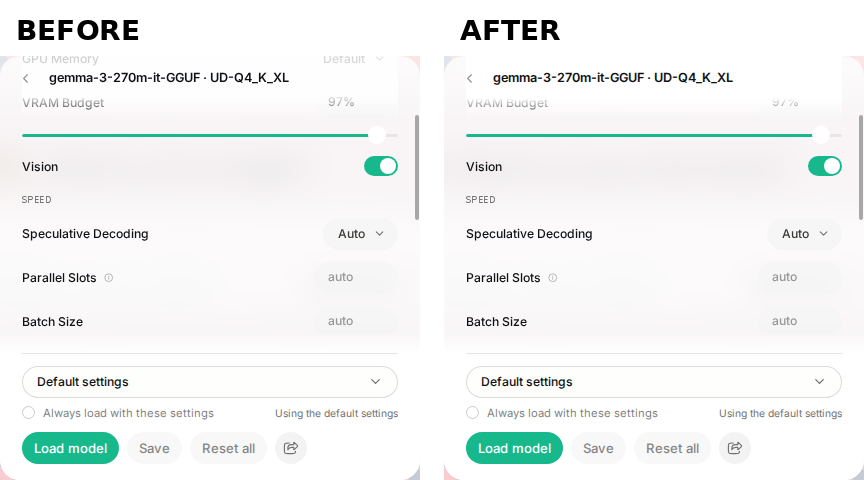 BEFORE
GPU Memory Default
gemma-3-270m-it-GGUF · UD-Q4_K_XL
VRAM Budget 97%
Vision
SPEED
Speculative Decoding Auto
Parallel Slots auto
Batch Size auto
Default settings
Always load with these settings Using the default settings
Load model Save Reset all
AFTER
gemma-3-270m-it-GGUF · UD-Q4_K_XL
VRAM Budget 97%
Vision
SPEED
Speculative Decoding Auto
Parallel Slots auto
Batch Size auto
Default settings
Always load with these settings Using the default settings
Load model Save Reset all